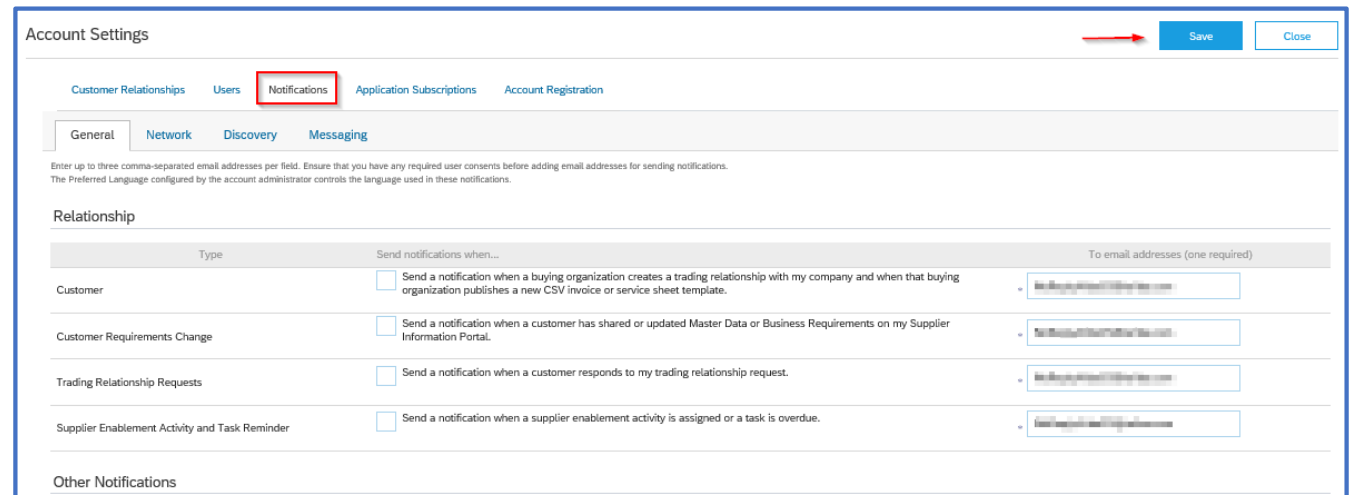 Account Settings
Save
Close
Customer Relationships
Users
Notifications
Application Subscriptions
Account Registration
General
Network
Discovery
Messaging
Enter up to three comma-separated email addresses per field. Ensure that you have any required user consents before adding email addresses for sending notifications.
The Preferred Language configured by the account administrator controls the language used in these notifications.
Relationship
Type
Send notifications when...
To email addresses (one required)
Customer
Send a notification when a buying organization creates a trading relationship with my company and when that buying
organization publishes a new CSV invoice or service sheet template.
Customer Requirements Change
Send a notification when a customer has shared or updated Master Data or Business Requirements on my Supplier
Information Portal.
Trading Relationship Requests
Send a notification when a customer responds to my trading relationship request.
Supplier Enablement Activity and Task Reminder
Send a notification when a supplier enablement activity is assigned or a task is overdue.
Other Notifications